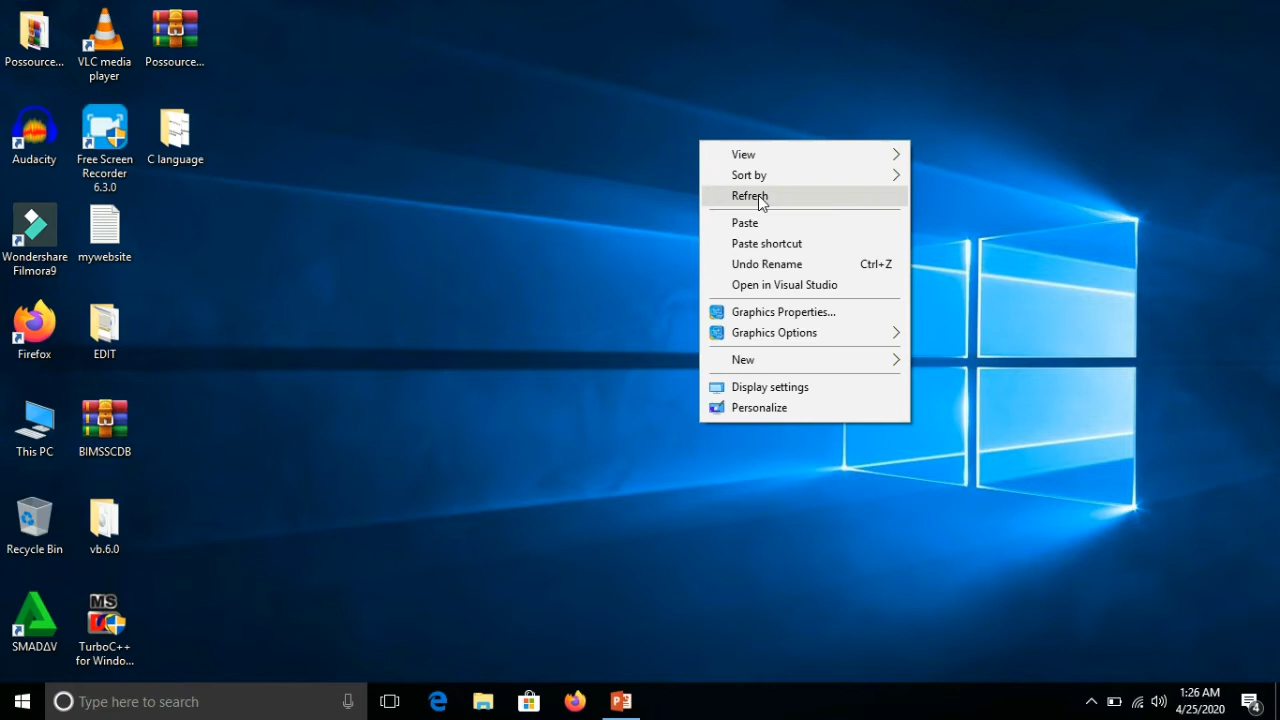 Possource...
VLC media
player
Possource...
Audacity
Free Screen
Recorder
6.3.0
C language
Wondershare
Filmora9
mywebsite
Firefox
EDIT
This PC
BIMSSCDB
Recycle Bin
vb.6.0
SMADΔV
MS
TurboC++
for Windo...
View
Sort by
Refresh
Paste
Paste shortcut
Undo Rename Ctrl+Z
Open in Visual Studio
Graphics Properties...
Graphics Options
New
Display settings
Personalize
Type here to search
1:26 AM
4/25/2020
4